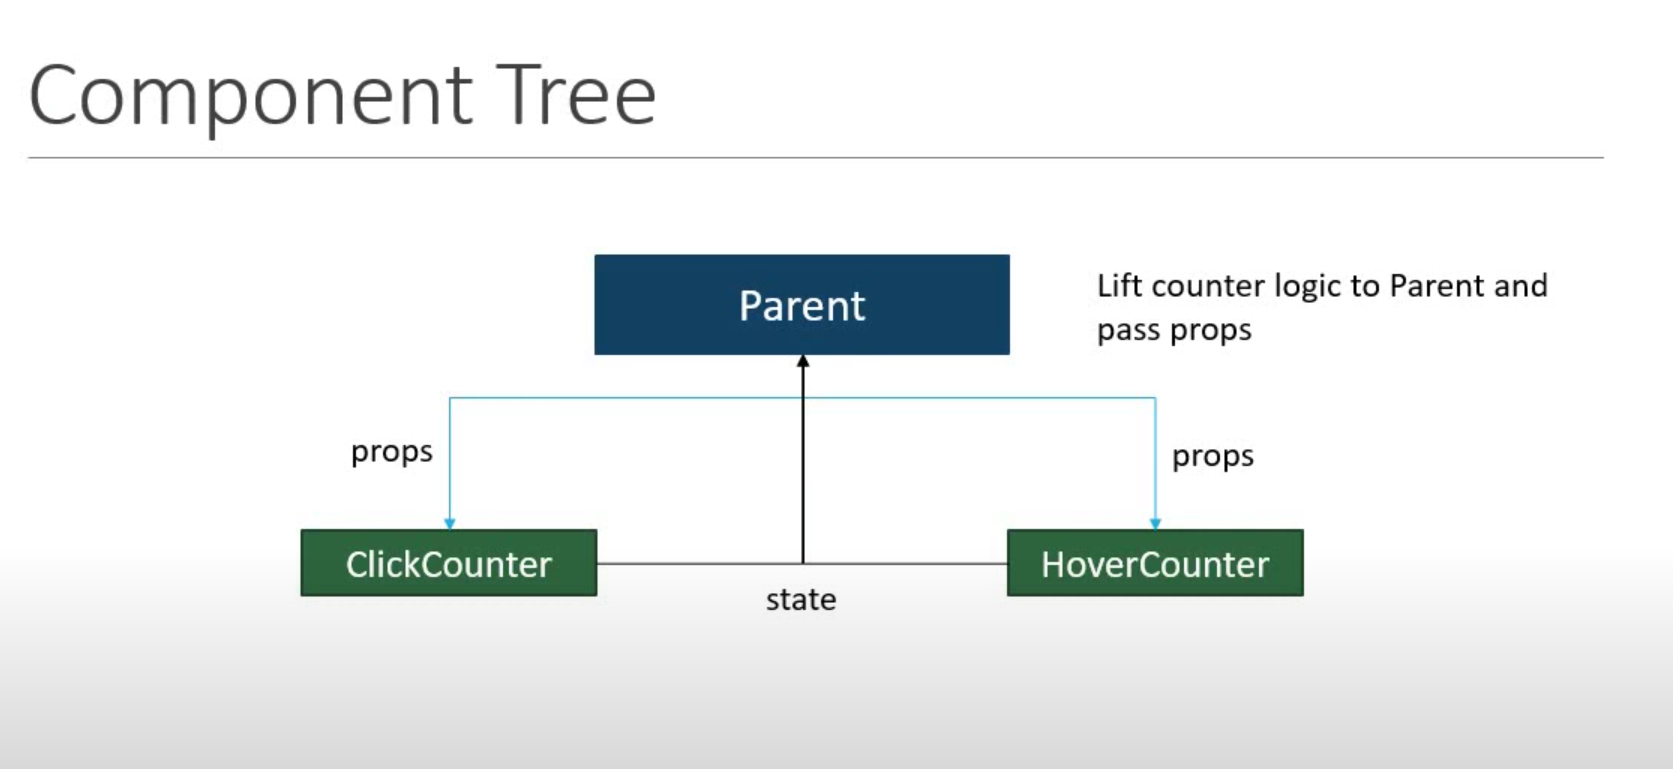 Component Tree
Parent
Lift counter logic to Parent and
pass props
props
props
ClickCounter
HoverCounter
state